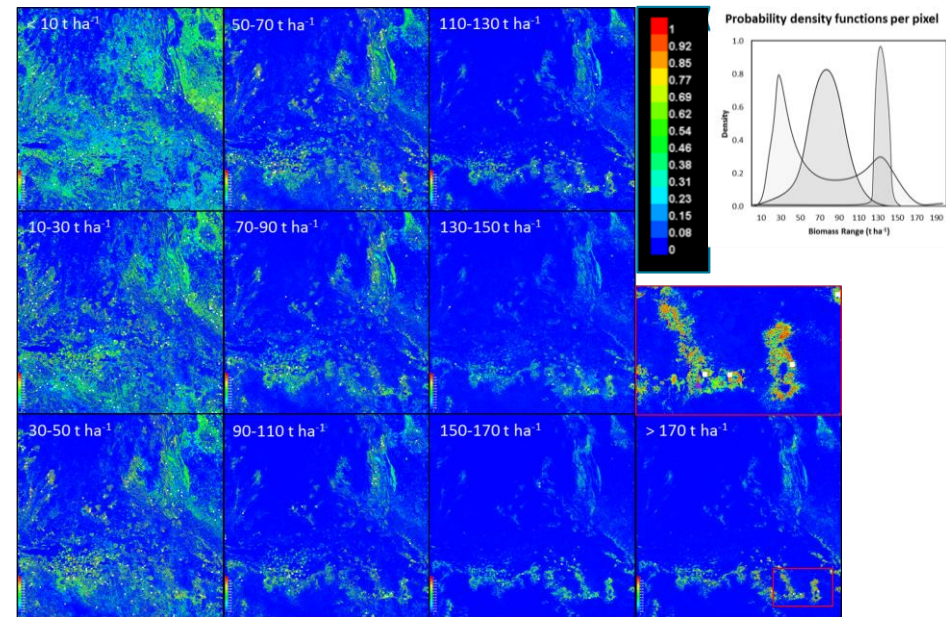 < 10 t ha⁻¹
50-70 t ha⁻¹
110-130 t ha⁻¹
10-30 t ha⁻¹
70-90 t ha⁻¹
130-150 t ha⁻¹
30-50 t ha⁻¹
90-110 t ha⁻¹
150-170 t ha⁻¹
> 170 t ha⁻¹
1
0.92
0.85
0.77
0.69
0.62
0.54
0.46
0.38
0.31
0.23
0.15
0.08
0
Probability density functions per pixel
Density
1.0
0.8
0.6
0.4
0.2
0.0
10 30 50 70 90 110 130 150 170 190
Biomass Range (t ha⁻¹)